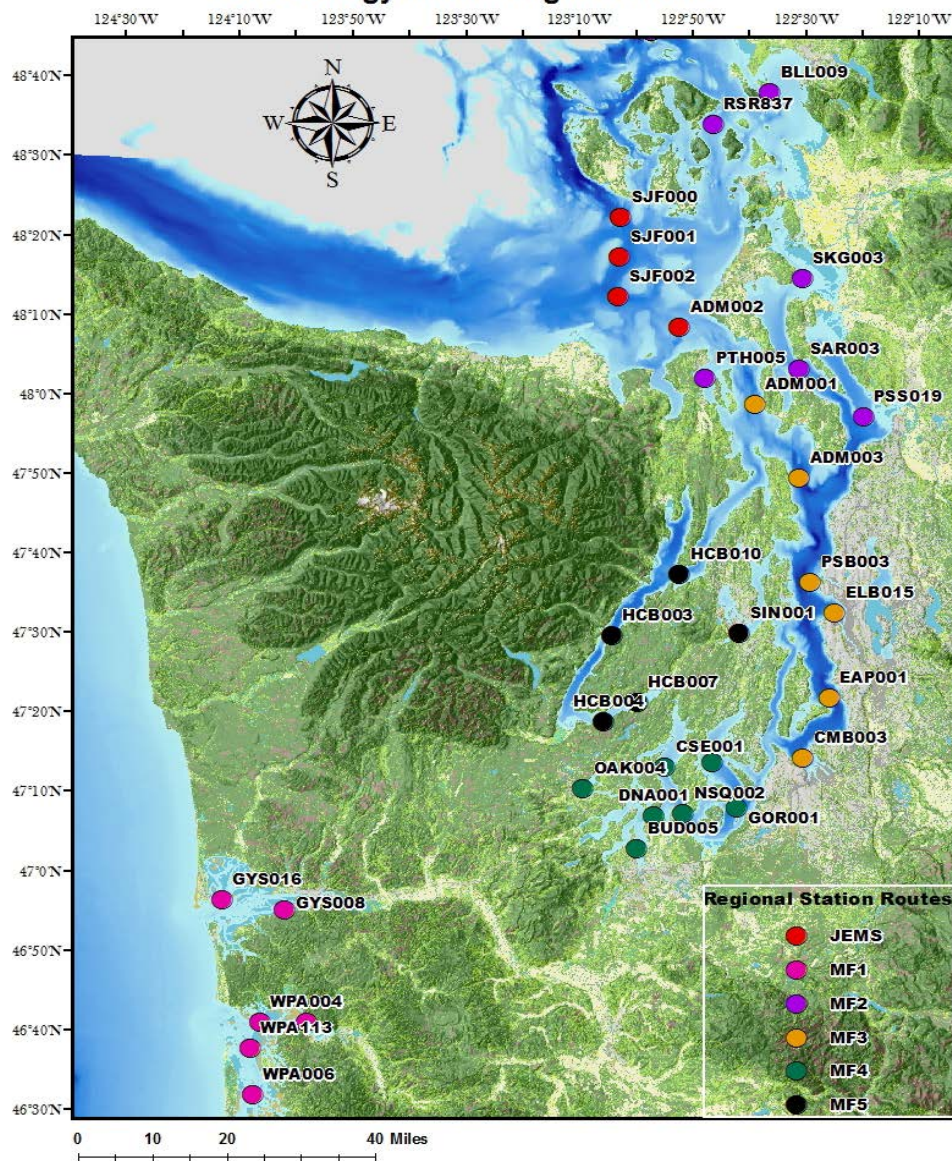 124°30'W 124°10'W 123°50'W 123°30'W 123°10'W 122°50'W 122°30'W 122°10'W
48°40'N
48°30'N
48°20'N
48°10'N
48°0'N
47°50'N
47°40'N
47°30'N
47°20'N
47°10'N
47°0'N
46°50'N
46°40'N
46°30'N
N
W E
S
BLL009
RSR837
SJF000
SJF001
SJF002
SKG003
ADM002
PTH005
SAR003
ADM001
PSS019
ADM003
HCB010
PSB003
ELB015
HCB003
SIN001
HCB007
EAP001
HCB004
CMB003
CSE001
OAK004
DNA001
NSQ002
GOR001
BUD005
GYS016
GYS008
WPA004
WPA113
WPA006
Regional Station Routes
JEMS
MF1
MF2
MF3
MF4
MF5
0 10 20 40 Miles